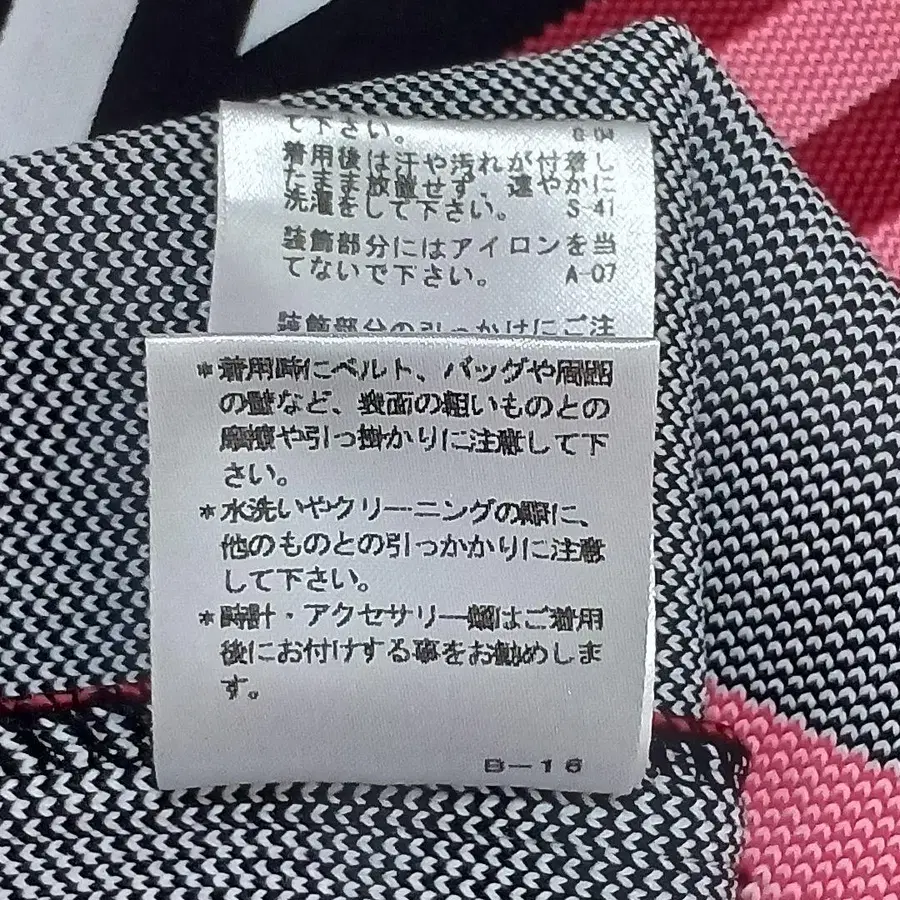 て下さい。 G-04
着用後は汗や汚れが付着し
たまま放置せず、速やかに
洗濯をして下さい。 S-41
装飾部分にはアイロンを当
てないで下さい。 A-07
装飾部分の引っかけにご注
*着用時にベルト、バッグや周囲
の壁など、表面の粗いものとの
摩擦や引っ掛かりに注意して下
さい。
*水洗いやクリーニングの際に、
他のものとの引っかかりに注意
して下さい。
*時計・アクセサリー類はご着用
後にお付けする事をお勧めしま
す。
B-16